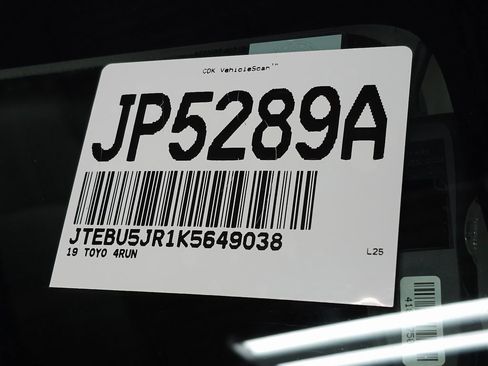 CDK VehicleScan™
JP5289A
JTEBU5JR1K5649038
19 TOYO 4RUN
L25